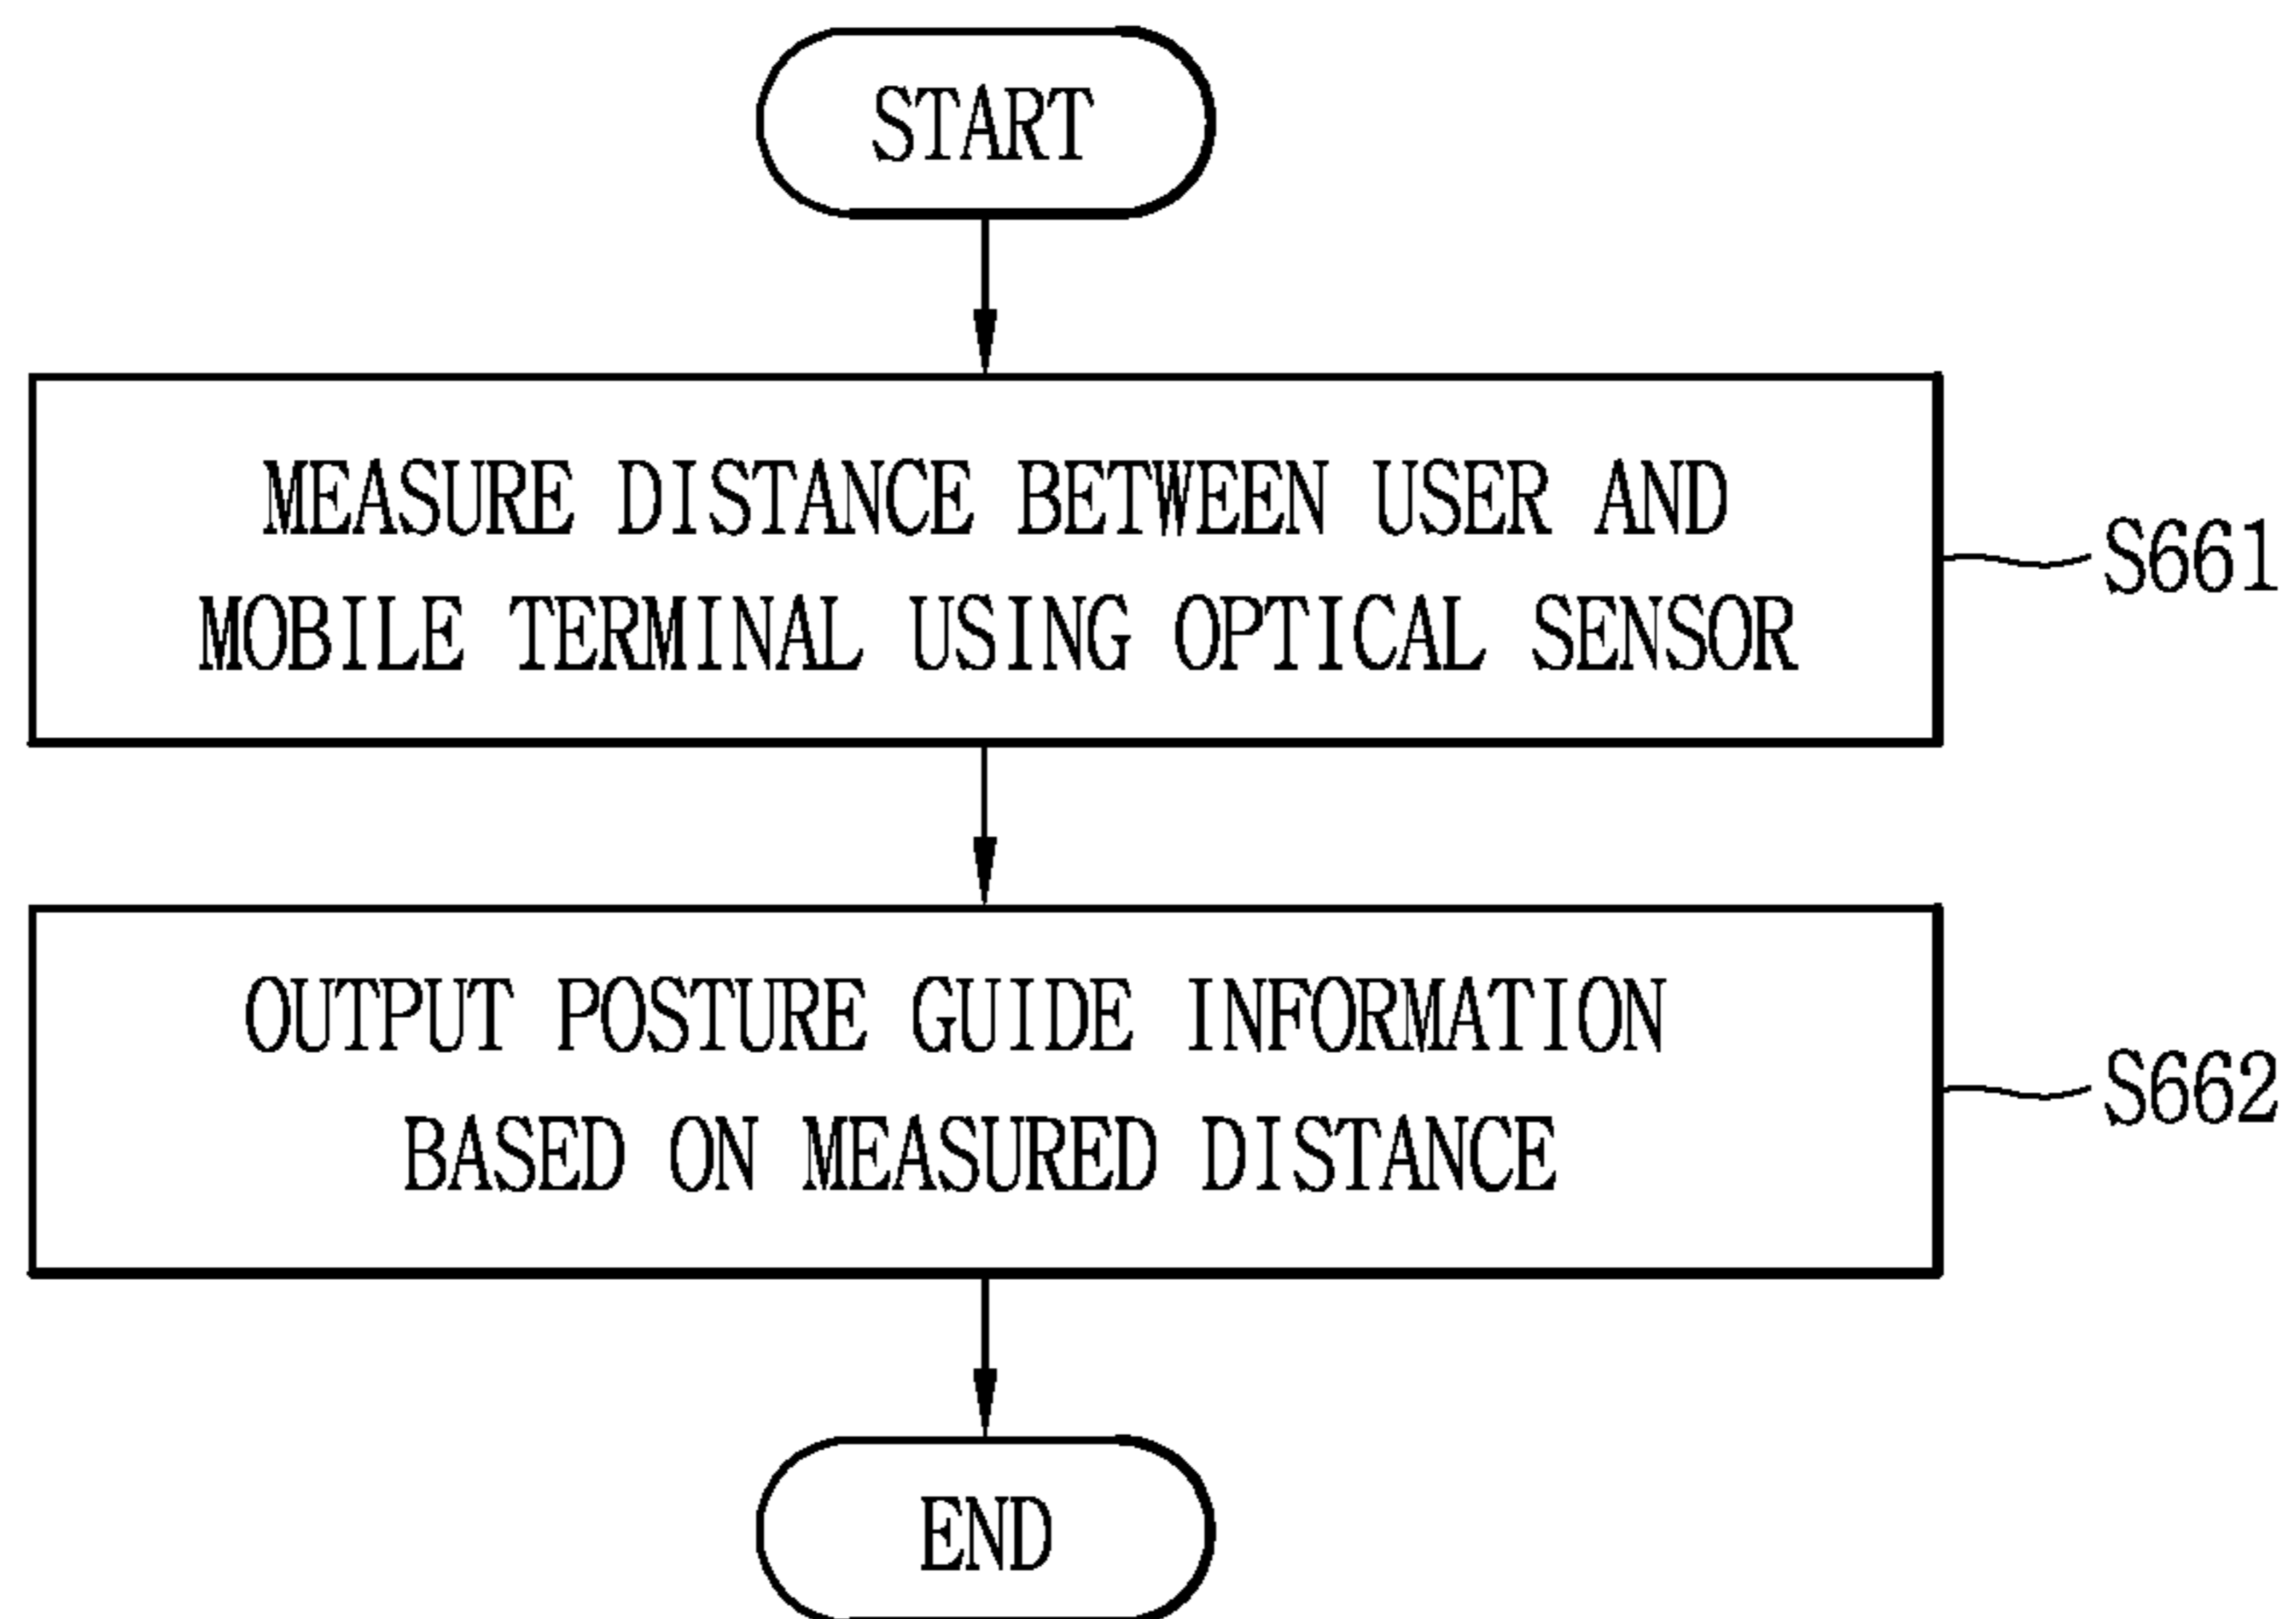 START
MEASURE DISTANCE BETWEEN USER AND
MOBILE TERMINAL USING OPTICAL SENSOR
S661
OUTPUT POSTURE GUIDE INFORMATION
BASED ON MEASURED DISTANCE
S662
END